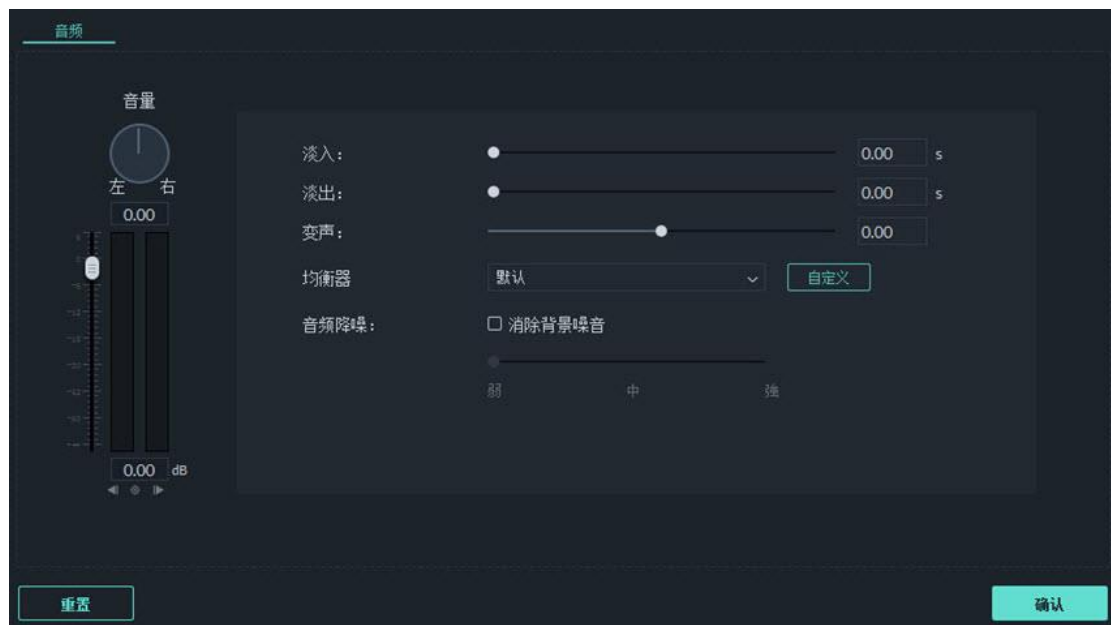 音频
音量
左 右
0.00
0.00 dB
淡入： 0.00 s
淡出： 0.00 s
变声： 0.00
均衡器 默认 自定义
音频降噪： 消除背景噪音
弱 中 強
重置 确认